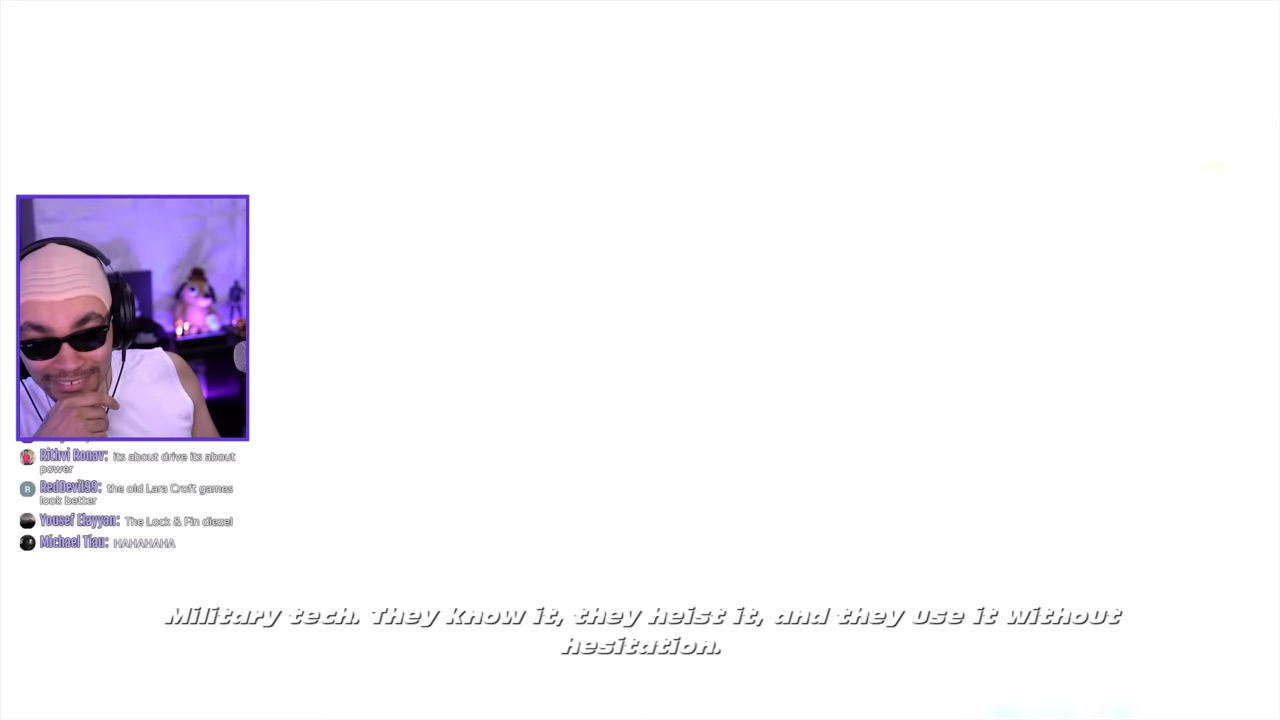 Rithvi Ronav: its about drive its about
power
RedDevil99: the old Lara Croft games
look better
Yousef Elayyan: The Lock & Fin diezel
Michael Tiau: HAHAHAHA
Military tech. They know it, they heist it, and they use it without
hesitation.